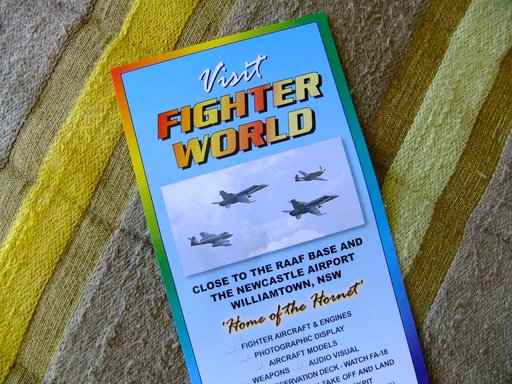 Visit
FIGHTER
WORLD
CLOSE TO THE RAAF BASE AND
THE NEWCASTLE AIRPORT
WILLIAMTOWN, NSW
'Home of the Hornet'
FIGHTER AIRCRAFT & ENGINES
PHOTOGRAPHIC DISPLAY
AIRCRAFT MODELS
WEAPONS AUDIO VISUAL
DECK - WATCH FA-18
TAKE OFF AND LAND